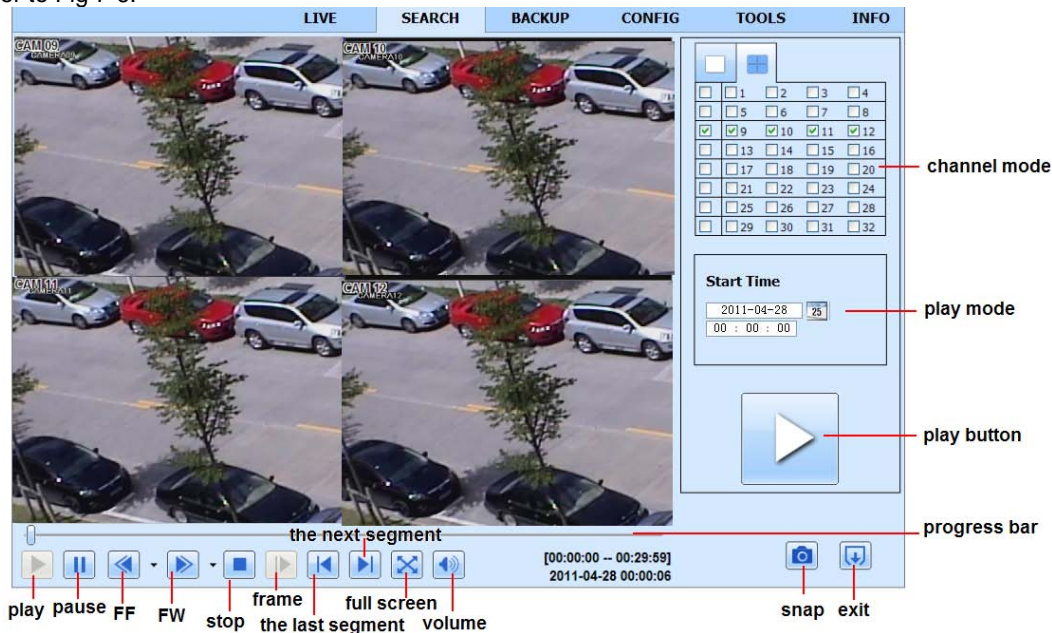 LIVE SEARCH BACKUP CONFIG TOOLS INFO
CAM 09
CAMERA09
CAM 10
CAMERA10
1 2 3 4
5 6 7 8
9 10 11 12
13 14 15 16
17 18 19 20
21 22 23 24
25 26 27 28
29 30 31 32
channel mode
CAM 11
CAMERA11
CAM 12
CAMERA12
Start Time
2011-04-28 25
00 : 00 : 00
play mode
play button
progress bar
the next segment
[00:00:00 -- 00:29:59]
2011-04-28 00:00:06
play pause FF FW stop frame the last segment full screen volume snap exit